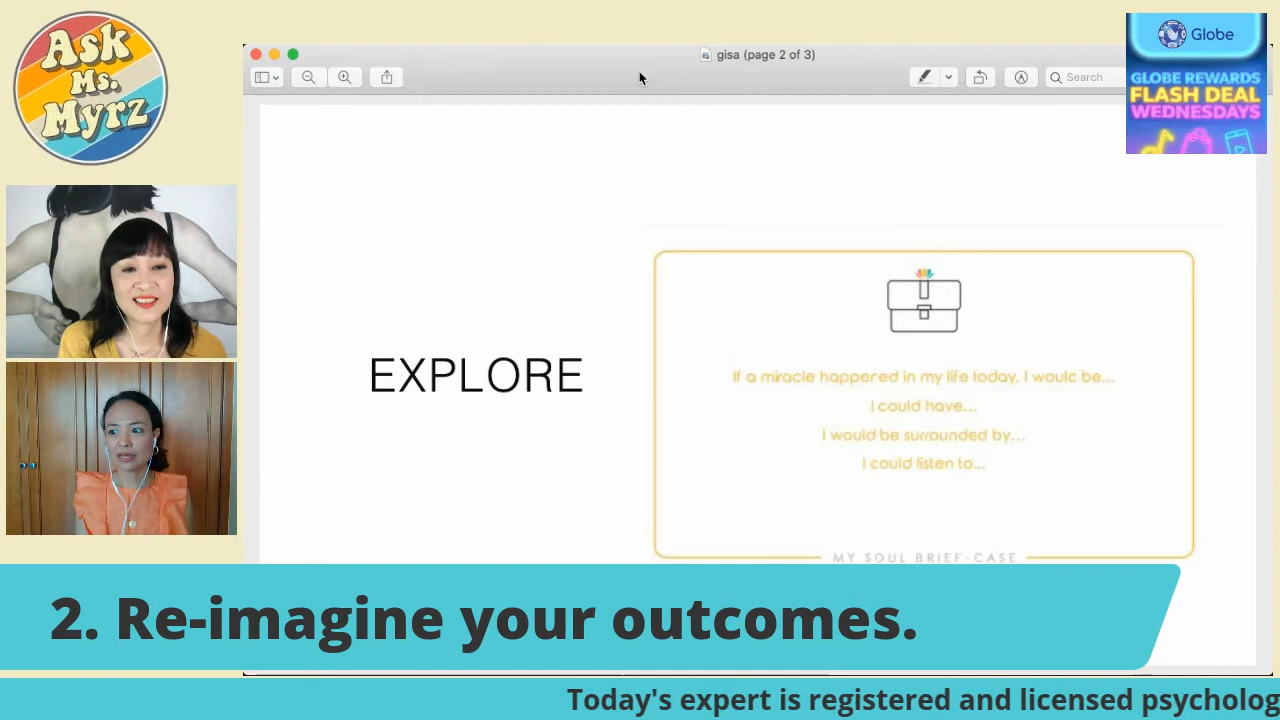 Ask
Ms.
Myrz
gisa (page 2 of 3)
Search
Globe
GLOBE REWARDS
FLASH DEAL
WEDNESDAYS
EXPLORE
If a miracle happened in my life today, I would be...
I could have...
I would be surrounded by...
I could listen to...
MY SOUL BRIEF-CASE
2. Re-imagine your outcomes.
Today's expert is registered and licensed psycholog